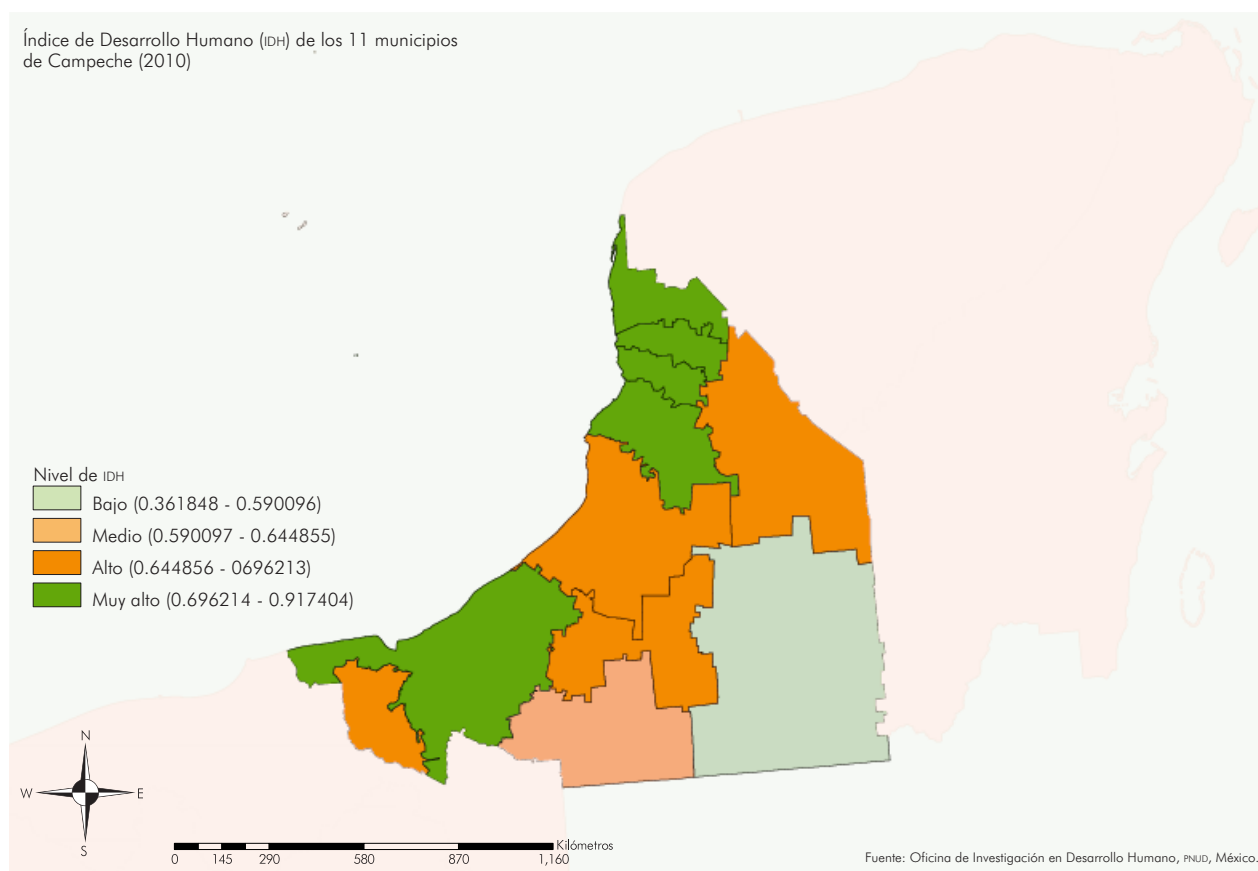 Índice de Desarrollo Humano (IDH) de los 11 municipios
de Campeche (2010)
Nivel de IDH
Bajo (0.361848 - 0.590096)
Medio (0.590097 - 0.644855)
Alto (0.644856 - 0696213)
Muy alto (0.696214 - 0.917404)
N
W E
S
Kilómetros
0 145 290 580 870 1,160
Fuente: Oficina de Investigación en Desarrollo Humano, PNUD, México.